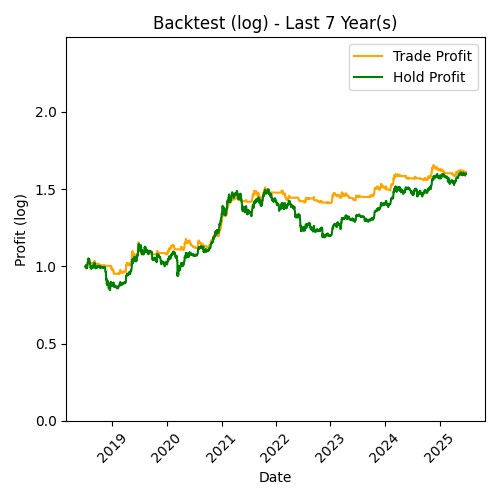 Backtest (log) - Last 7 Year(s)
Trade Profit
Hold Profit
Profit (log)
2.0
1.5
1.0
0.5
0.0
2019 2020 2021 2022 2023 2024 2025
Date